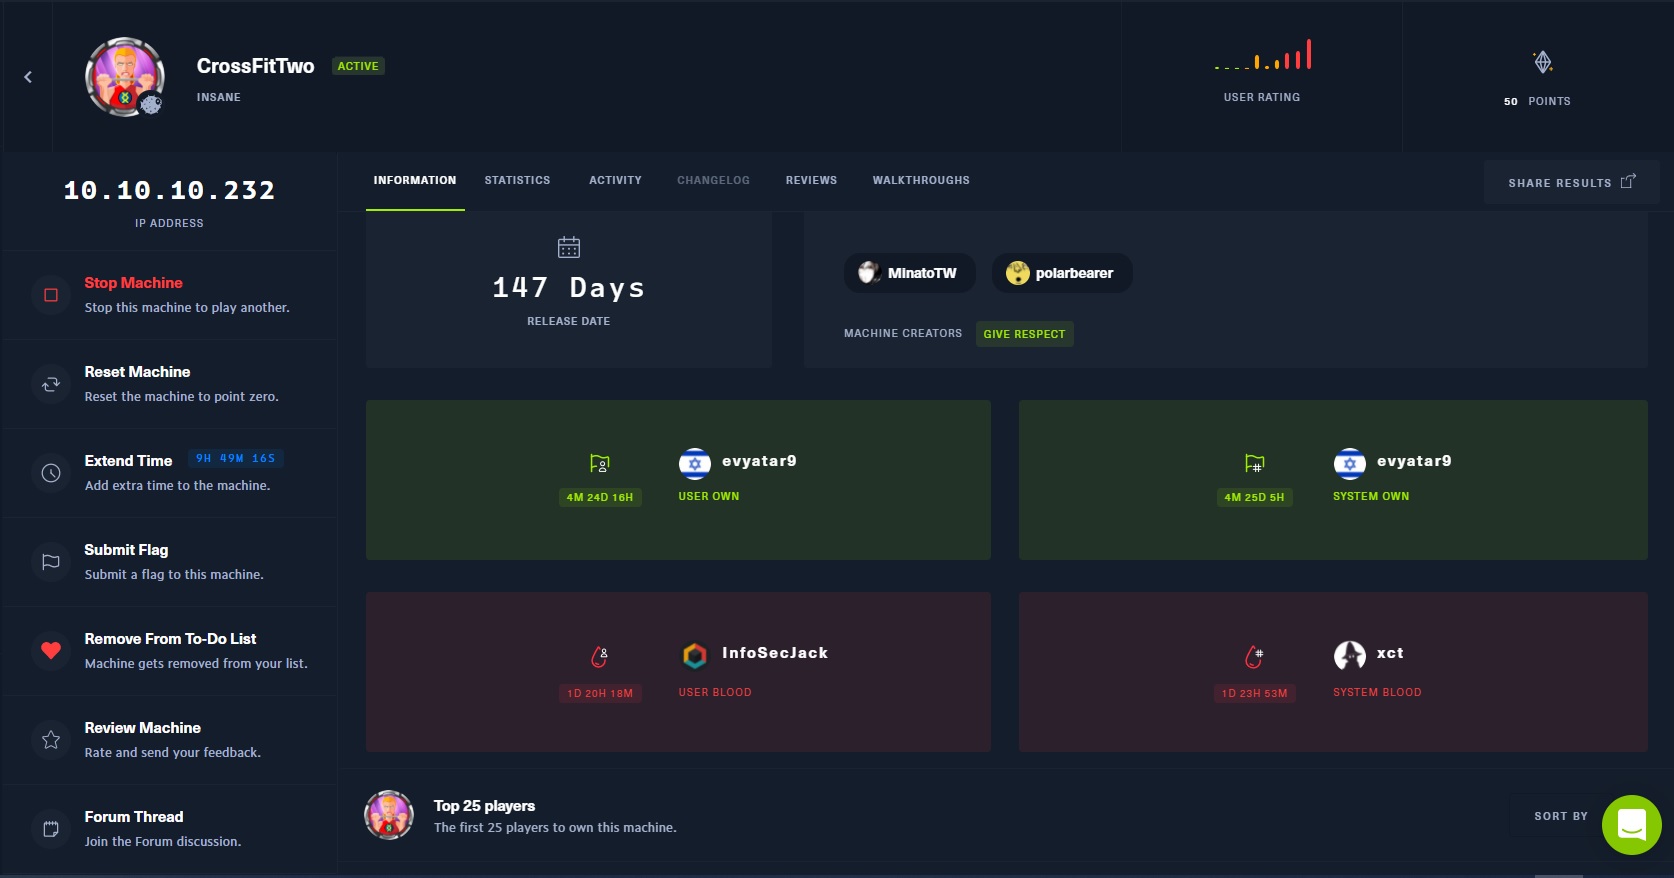 CrossFitTwo ACTIVE
INSANE
USER RATING
50 POINTS
10.10.10.232
IP ADDRESS
INFORMATION STATISTICS ACTIVITY CHANGELOG REVIEWS WALKTHROUGHS
SHARE RESULTS
Stop Machine
Stop this machine to play another.
Reset Machine
Reset the machine to point zero.
Extend Time 9H 49M 16S
Add extra time to the machine.
Submit Flag
Submit a flag to this machine.
Remove From To-Do List
Machine gets removed from your list.
Review Machine
Rate and send your feedback.
Forum Thread
Join the Forum discussion.
147 Days
RELEASE DATE
MinatoTW polarbearer
MACHINE CREATORS GIVE RESPECT
evyatar9
4M 24D 16H USER OWN
evyatar9
4M 25D 5H SYSTEM OWN
InfoSecJack
1D 20H 18M USER BLOOD
xct
1D 23H 53M SYSTEM BLOOD
Top 25 players
The first 25 players to own this machine.
SORT BY